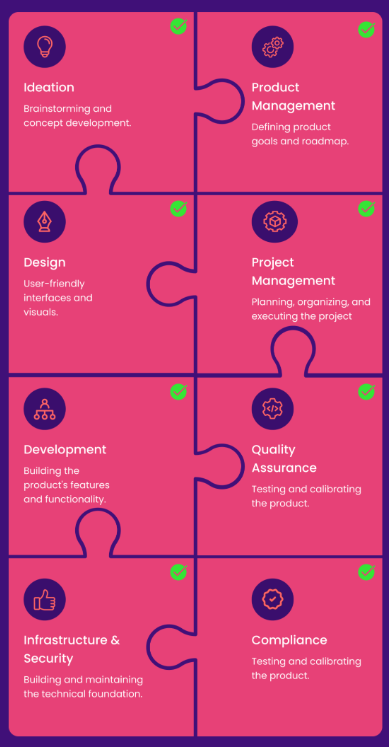 Ideation
Brainstorming and
concept development.
Product
Management
Defining product
goals and roadmap.
Design
User-friendly
interfaces and
visuals.
Project
Management
Planning, organizing, and
executing the project
Development
Building the
product's features
and functionality.
Quality
Assurance
Testing and calibrating
the product.
Infrastructure &
Security
Building and maintaining
the technical foundation.
Compliance
Testing and calibrating
the product.